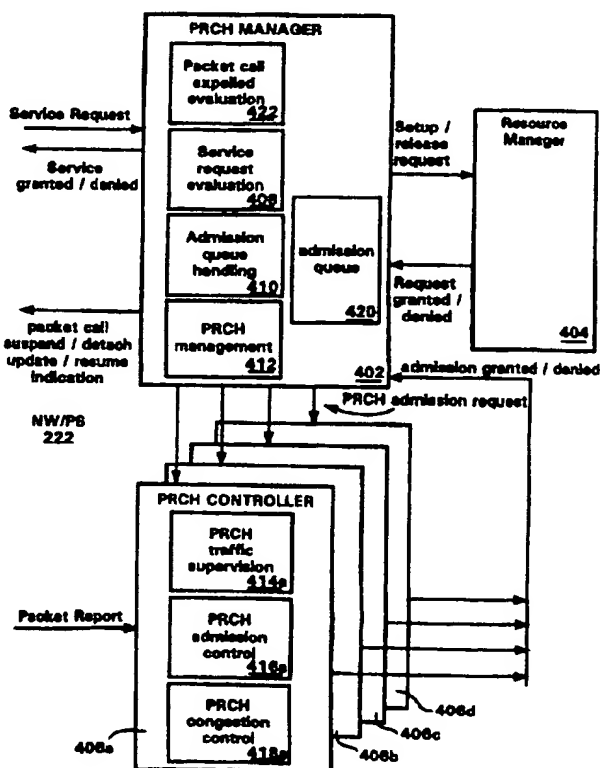 PRCH MANAGER
Packet call
expelled
evaluation
422
Service Request
Service
granted / denied
Service
request
evaluation
408
Setup /
release
request
Resource
Manager
Admission
queue
handling
410
admission
queue
420
Request
granted /
denied
404
packet call
suspend / detach
update / resume
indication
PRCH
management
412
402
admission granted / denied
PRCH admission request
NW/PS
222
PRCH CONTROLLER
PRCH
traffic
supervision
414a
Packet Report
PRCH
admission
control
416a
PRCH
congestion
control
418a
406a
406b
406c
406d